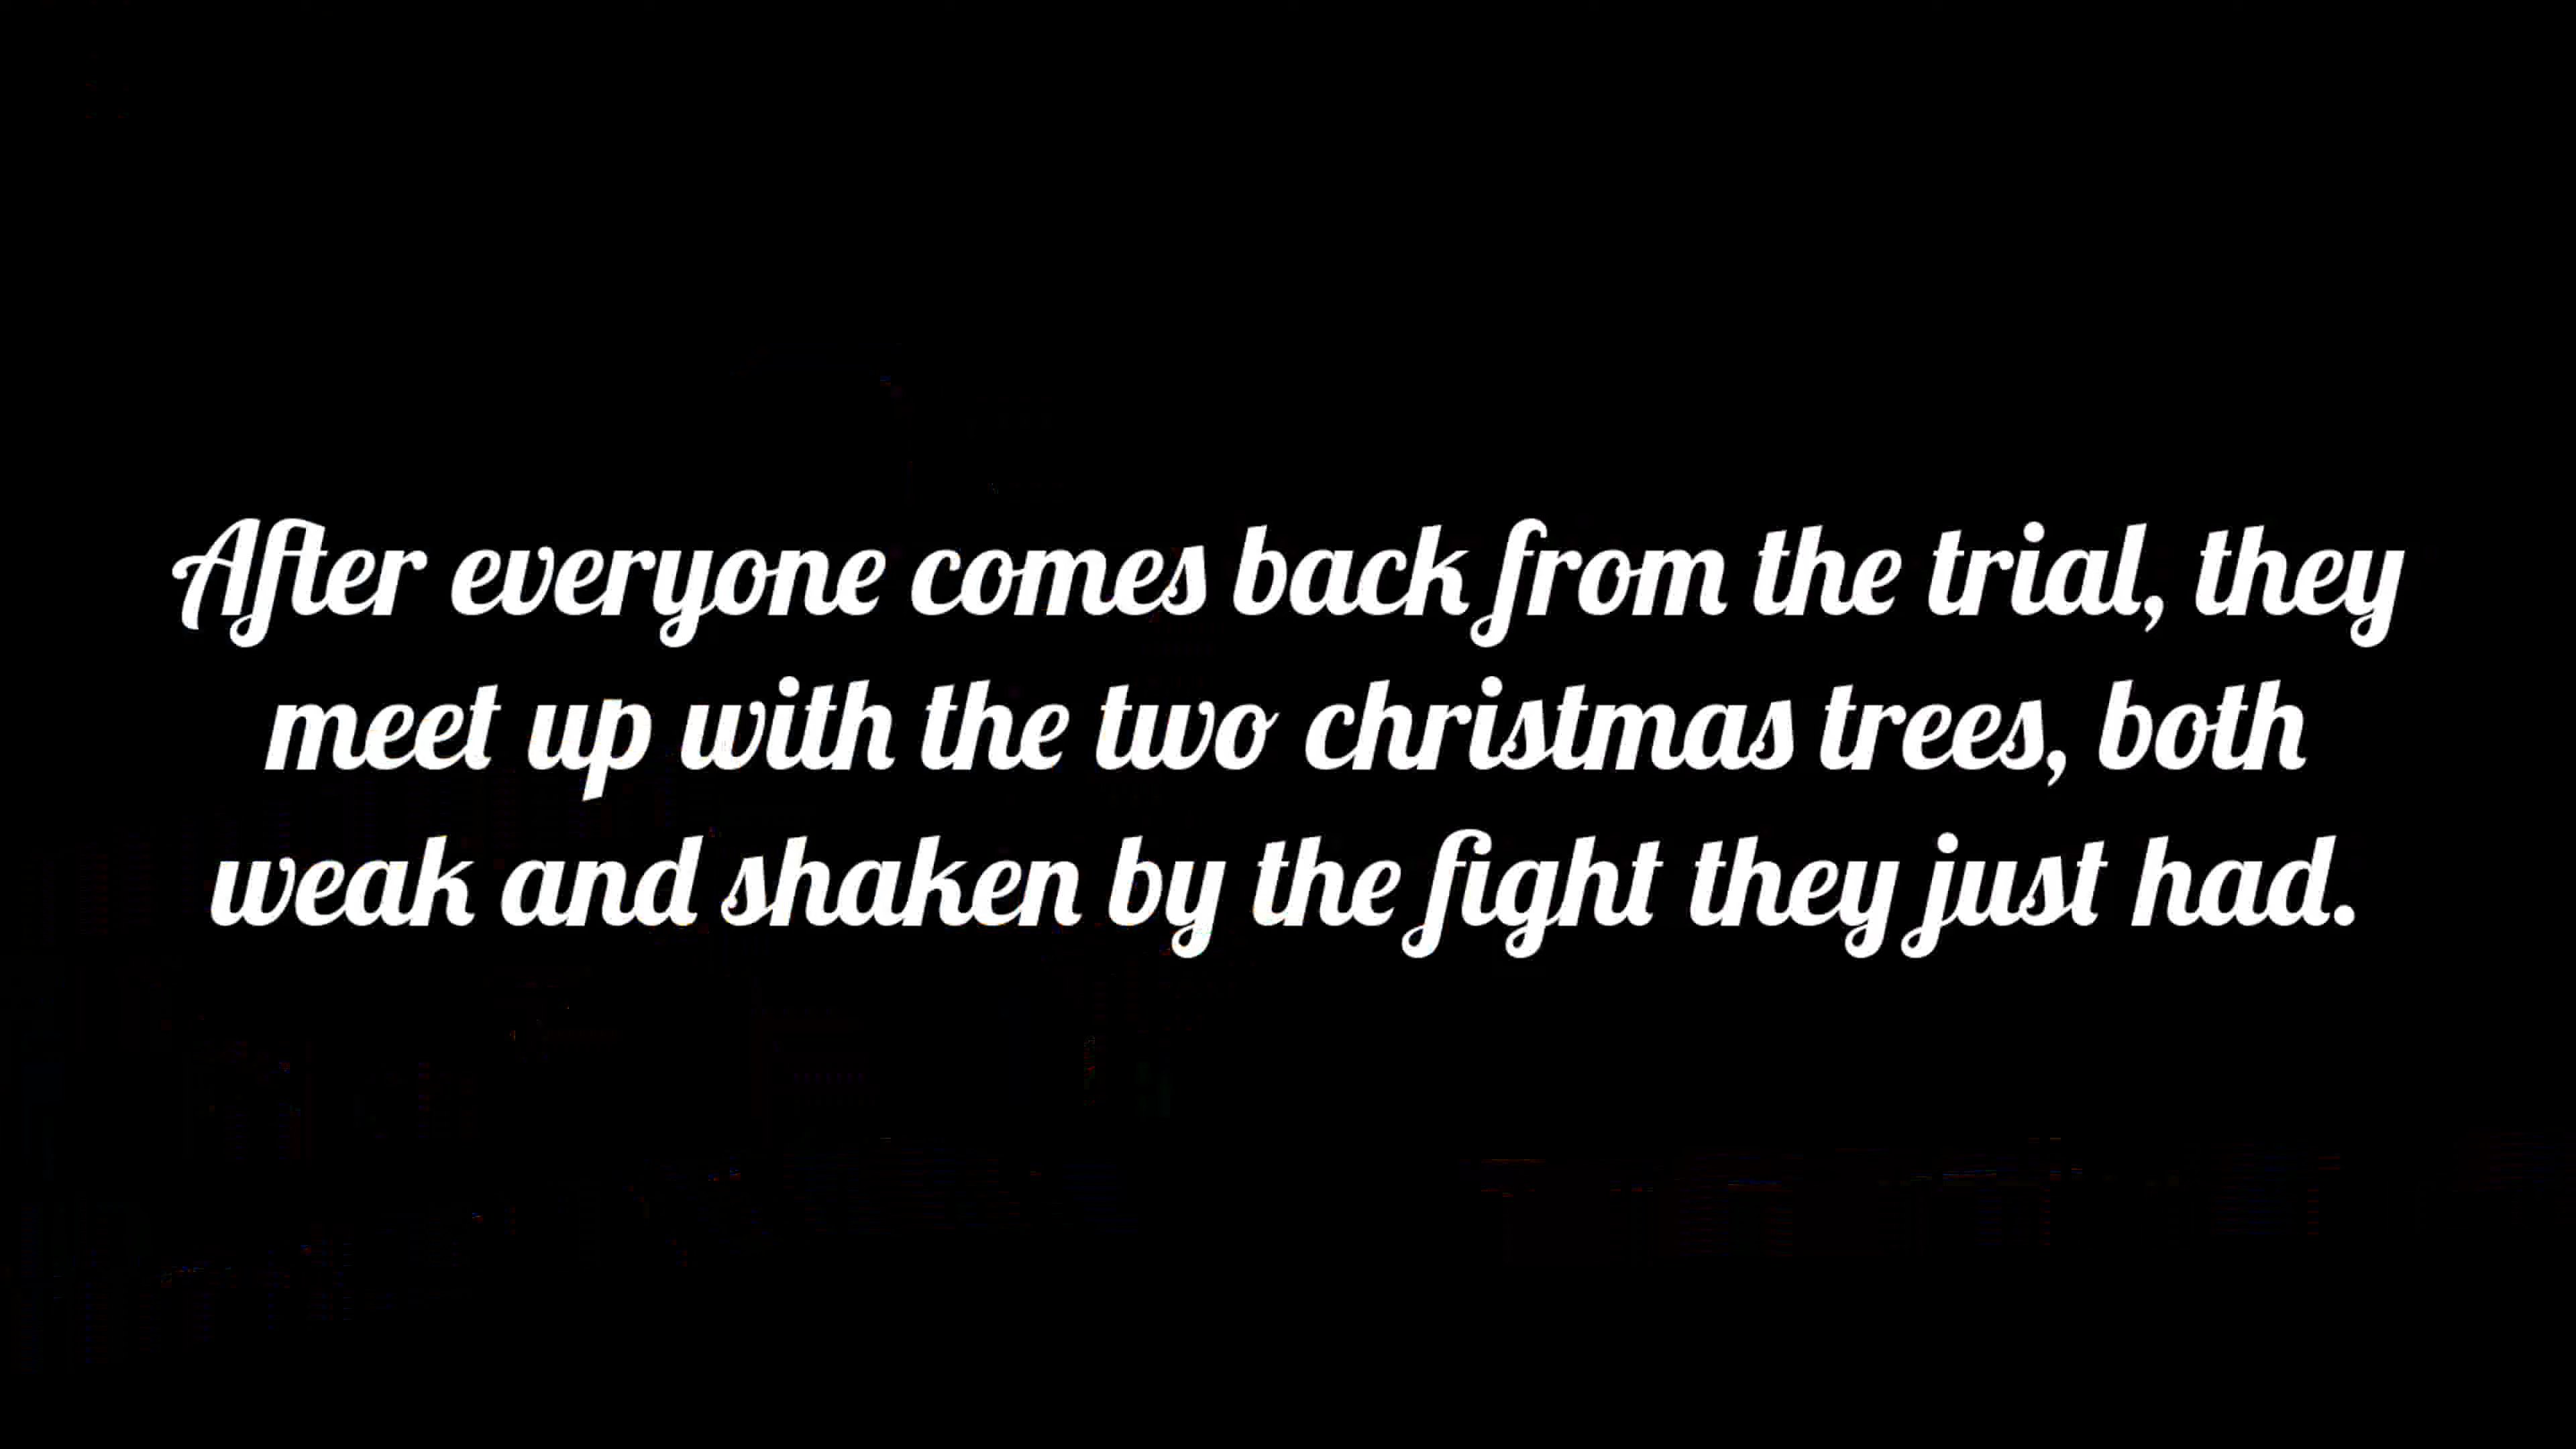 After everyone comes back from the trial, they
meet up with the two christmas trees, both
weak and shaken by the fight they just had.